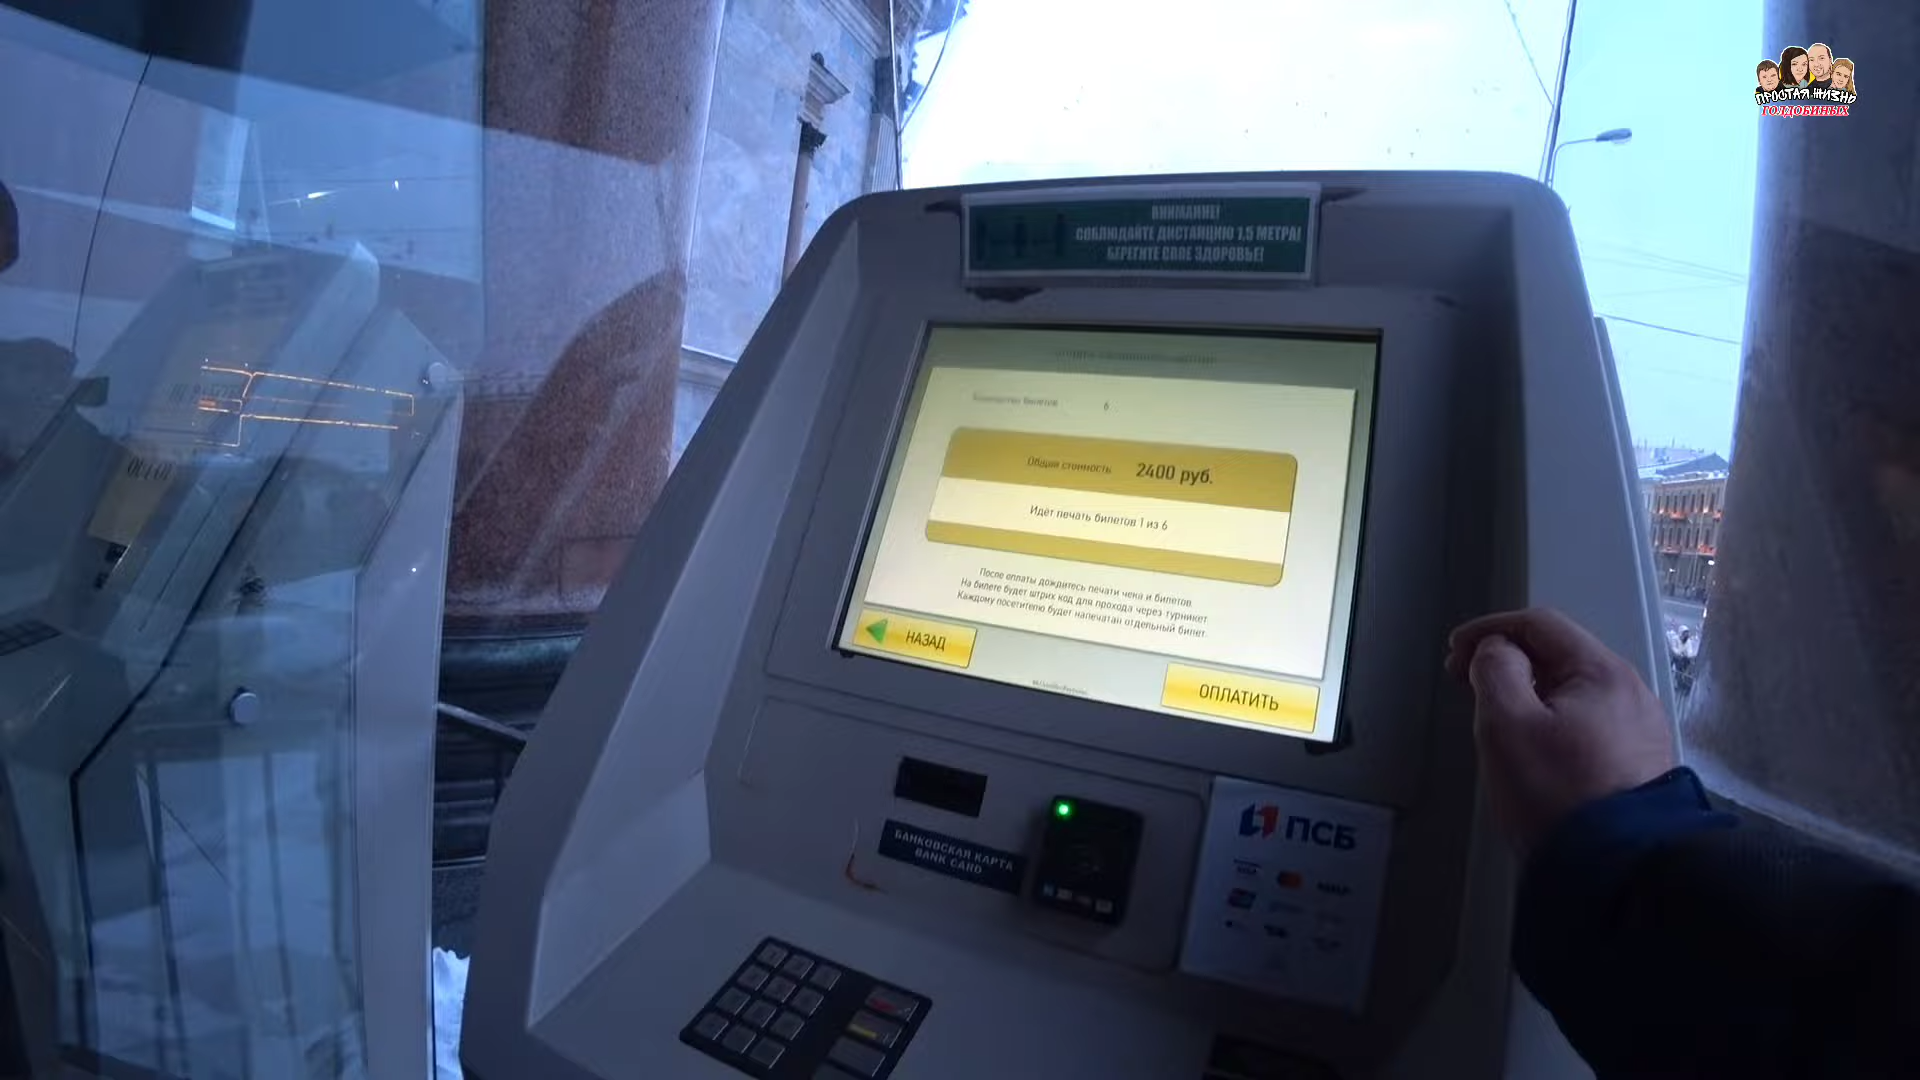 ПРОСТАЯ ЖИЗНЬ
ГОЛДОБИНЫХ
ВНИМАНИЕ!
СОБЛЮДАЙТЕ ДИСТАНЦИЮ 1,5 МЕТРА!
БЕРЕГИТЕ СВОЕ ЗДОРОВЬЕ!
Количество билетов 6
Общая стоимость 2400 руб.
Идёт печать билетов 1 из 6
После оплаты дождитесь печати чека и билетов
На билете будет штрих код для прохода через турникет
Каждому посетителю будет напечатан отдельный билет.
НАЗАД
ОПЛАТИТЬ
БАНКОВСКАЯ КАРТА
BANK CARD
ПСБ
VISA